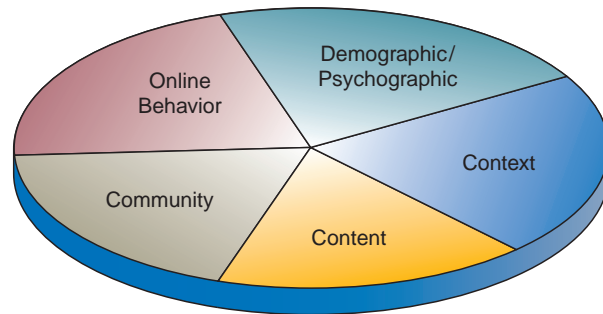 Demographic/
Psychographic
Online
Behavior
Context
Community
Content